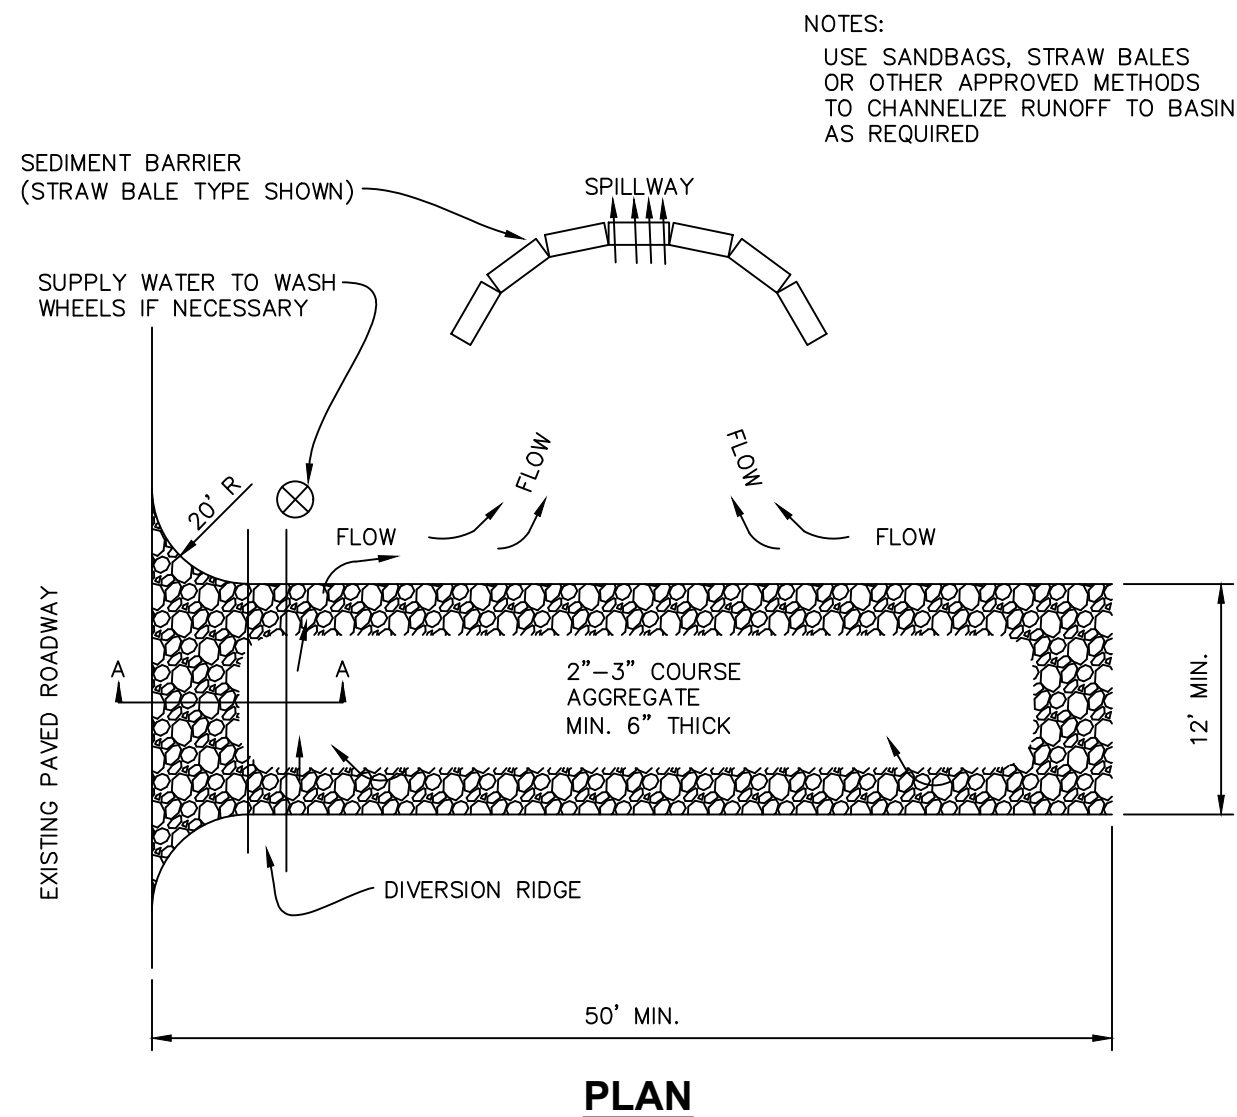 NOTES:
USE SANDBAGS, STRAW BALES
OR OTHER APPROVED METHODS
TO CHANNELIZE RUNOFF TO BASIN
AS REQUIRED
SEDIMENT BARRIER
(STRAW BALE TYPE SHOWN)
SPILLWAY
SUPPLY WATER TO WASH
WHEELS IF NECESSARY
FLOW
FLOW
20' R
FLOW
FLOW
EXISTING PAVED ROADWAY
A
A
2"-3" COURSE
AGGREGATE
MIN. 6" THICK
12' MIN.
DIVERSION RIDGE
50' MIN.
PLAN